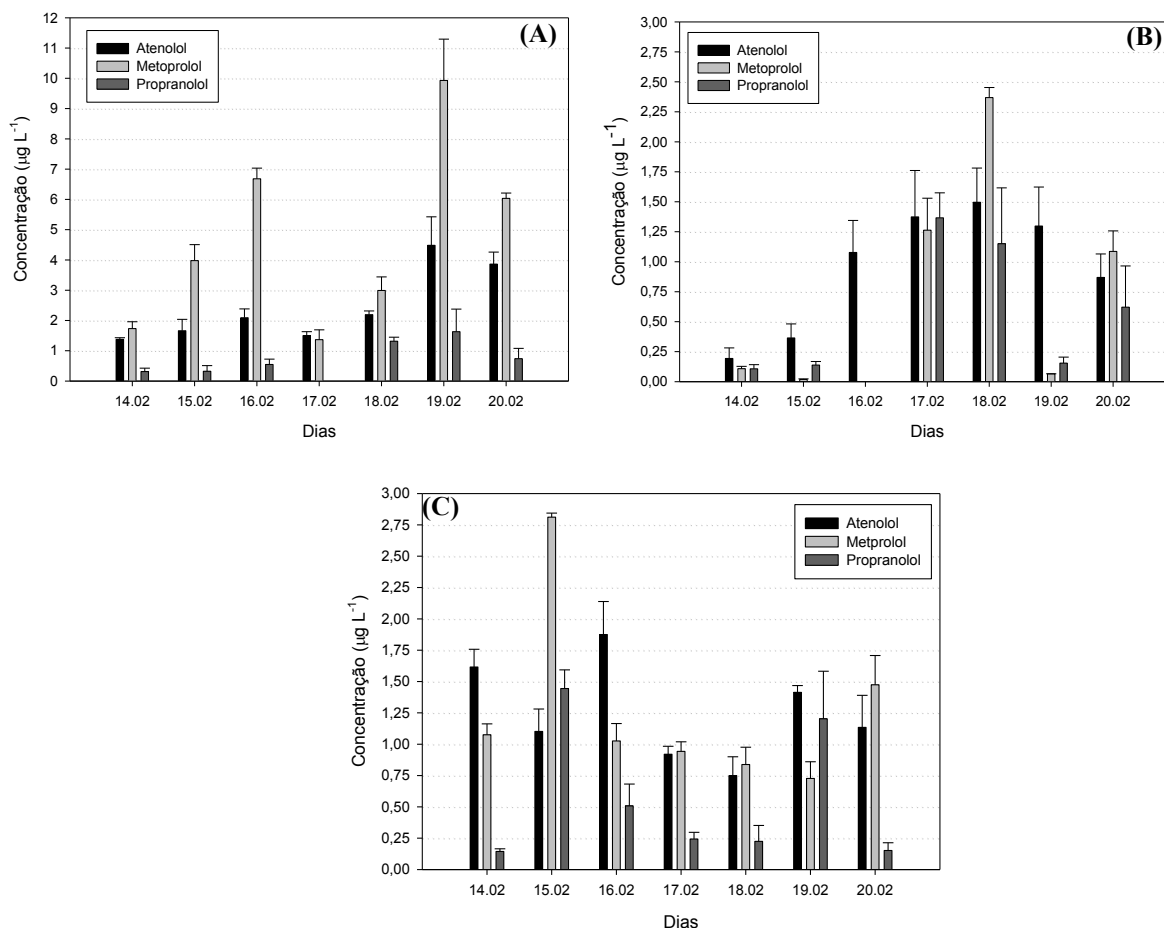 (A)
Atenolol
Metoprolol
Propranolol
Concentração (µg L⁻¹)
12
11
10
9
8
7
6
5
4
3
2
1
0
14.02 15.02 16.02 17.02 18.02 19.02 20.02
Dias
(B)
Atenolol
Metoprolol
Propranolol
Concentração (µg L⁻¹)
3,00
2,75
2,50
2,25
2,00
1,75
1,50
1,25
1,00
0,75
0,50
0,25
0,00
14.02 15.02 16.02 17.02 18.02 19.02 20.02
Dias
(C)
Atenolol
Metprolol
Propranolol
Concentração (µg L⁻¹)
3,00
2,75
2,50
2,25
2,00
1,75
1,50
1,25
1,00
0,75
0,50
0,25
0,00
14.02 15.02 16.02 17.02 18.02 19.02 20.02
Dias